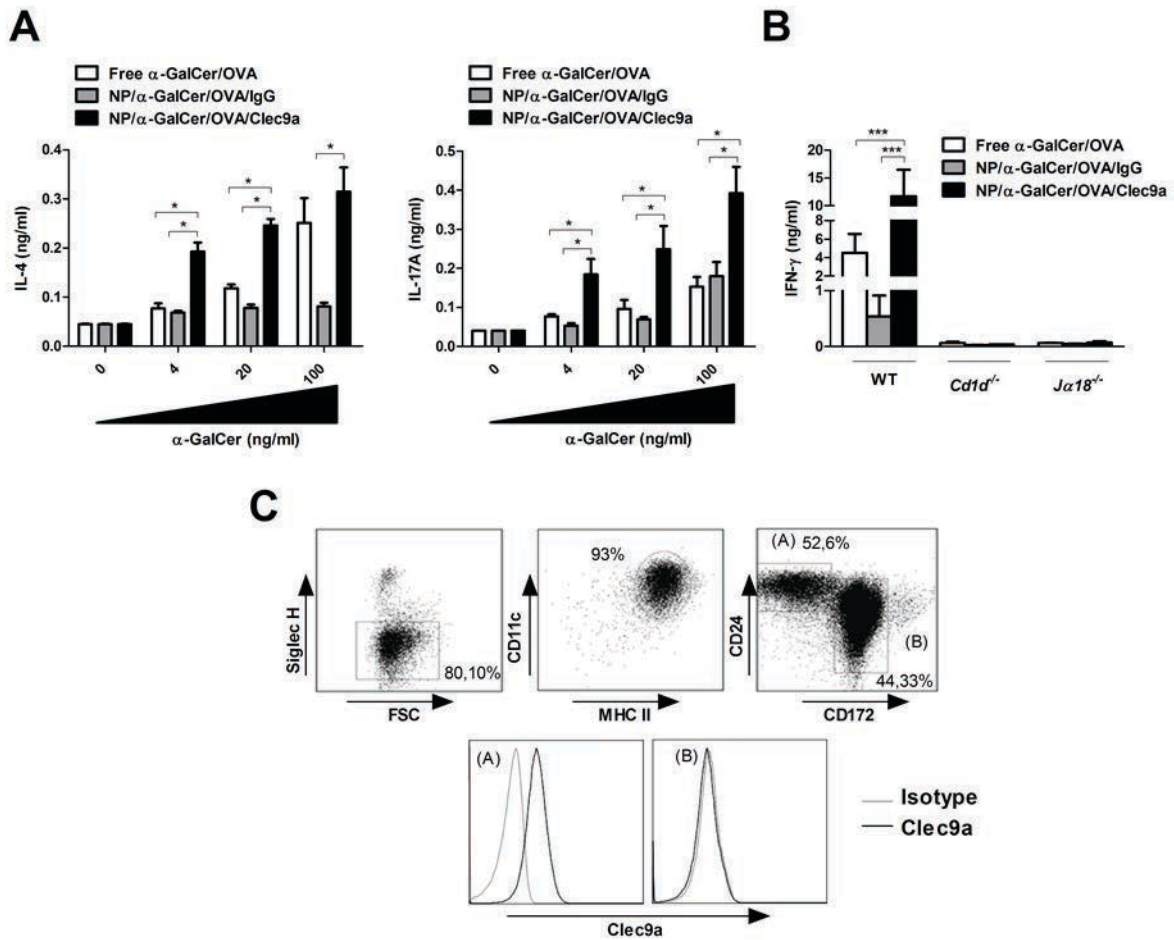 A
Free α-GalCer/OVA
NP/α-GalCer/OVA/IgG
NP/α-GalCer/OVA/Clec9a
IL-4 (ng/ml)
0.4
0.3
0.2
0.1
0.0
* * * * *
0 4 20 100
α-GalCer (ng/ml)
Free α-GalCer/OVA
NP/α-GalCer/OVA/IgG
NP/α-GalCer/OVA/Clec9a
IL-17A (ng/ml)
0.5
0.4
0.3
0.2
0.1
0.0
* * * * * *
0 4 20 100
α-GalCer (ng/ml)
B
Free α-GalCer/OVA
NP/α-GalCer/OVA/IgG
NP/α-GalCer/OVA/Clec9a
IFN-γ (ng/ml)
20
15
10
8
6
4
2
1
0
***
***
WT Cd1d-/- Jα18-/-
C
Siglec H
80,10%
FSC
CD11c
93%
MHC II
CD24
(A) 52,6%
(B)
44,33%
CD172
(A) (B)
Isotype
Clec9a
Clec9a